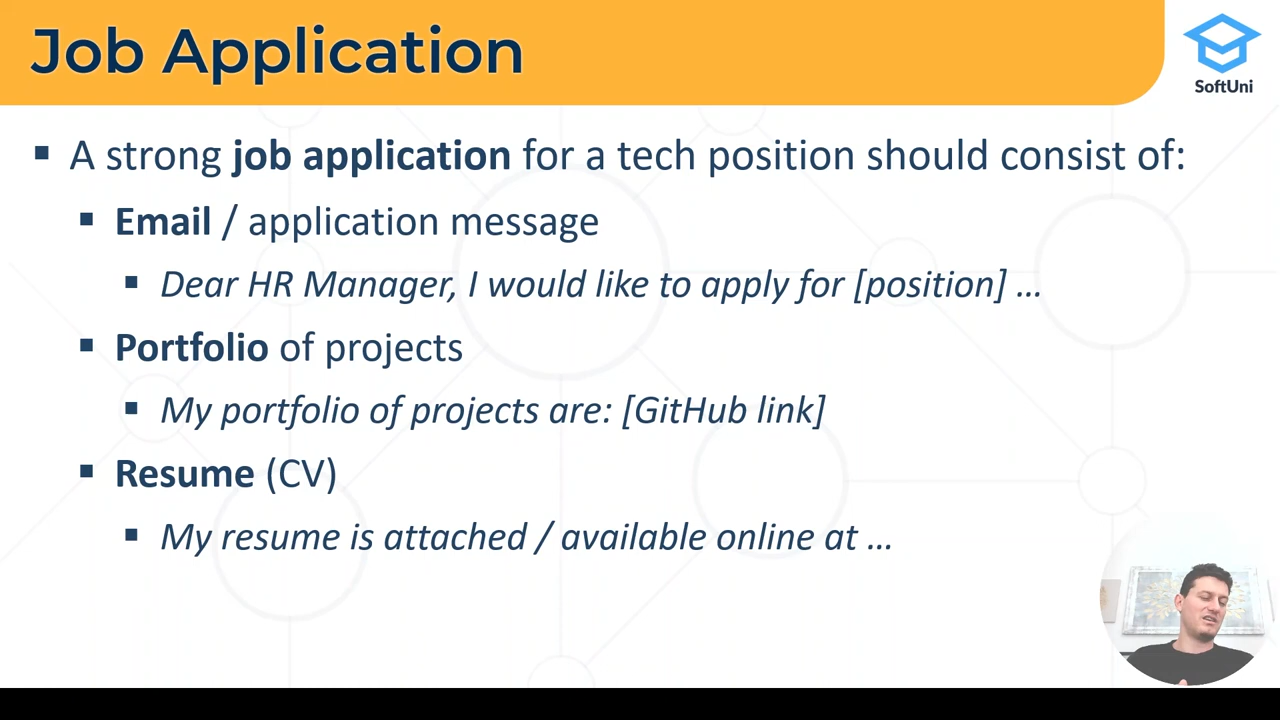 Job Application
SoftUni
▪ A strong job application for a tech position should consist of:
▪ Email / application message
▪ Dear HR Manager, I would like to apply for [position] …
▪ Portfolio of projects
▪ My portfolio of projects are: [GitHub link]
▪ Resume (CV)
▪ My resume is attached / available online at …